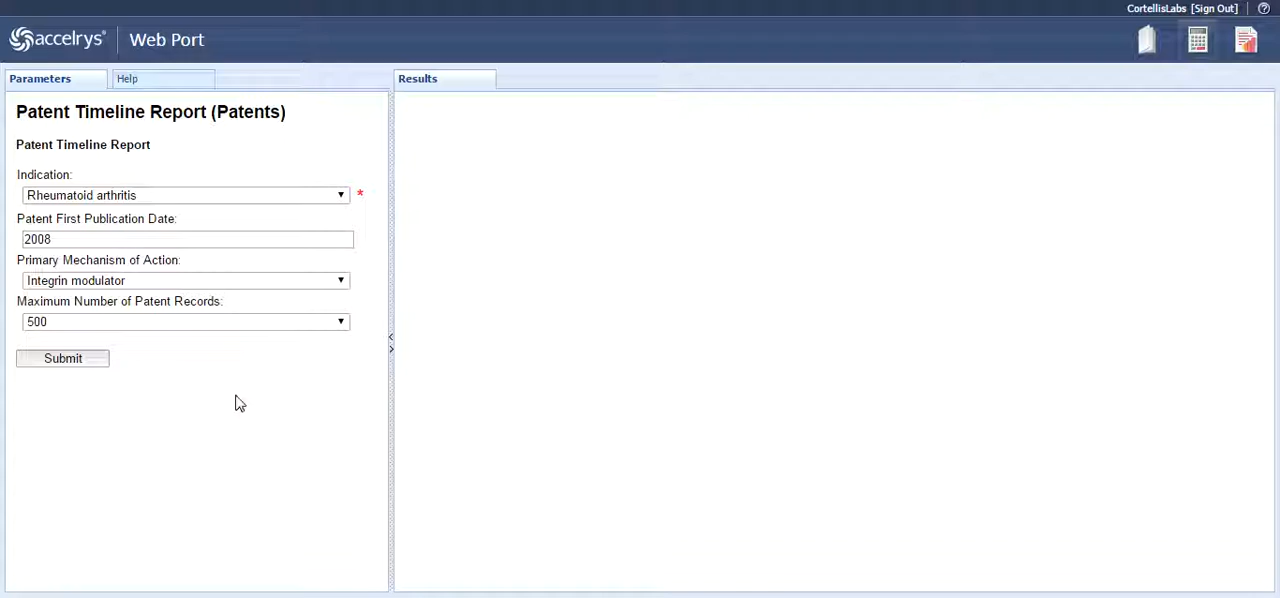 CortellisLabs [Sign Out]
accelrys Web Port
Parameters Help Results
Patent Timeline Report (Patents)
Patent Timeline Report
Indication:
Rheumatoid arthritis *
Patent First Publication Date:
2008
Primary Mechanism of Action:
Integrin modulator
Maximum Number of Patent Records:
500
Submit